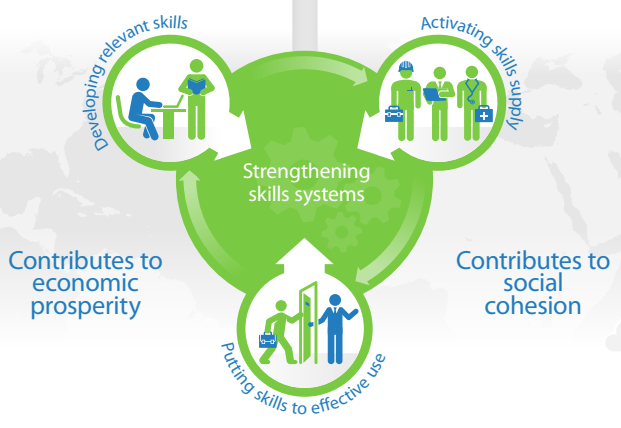 Developing relevant skills
Activating skills supply
Strengthening
skills systems
Contributes to
economic
prosperity
Contributes to
social
cohesion
Putting skills to effective use